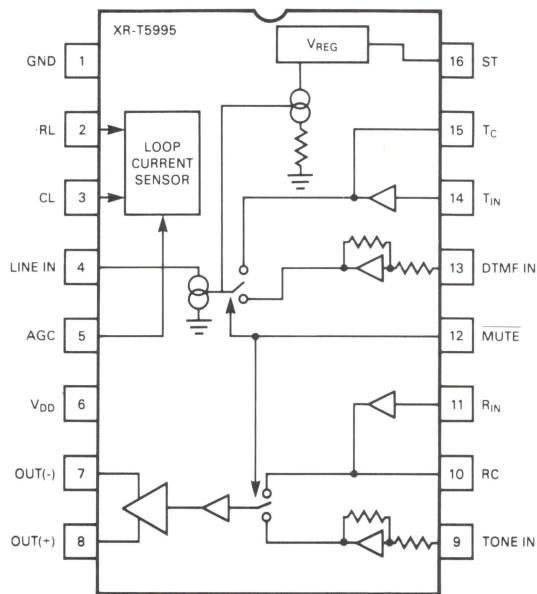 XR-T5995
VREG
GND 1
RL 2
CL 3
LINE IN 4
AGC 5
VDD 6
OUT(-) 7
OUT(+) 8
LOOP
CURRENT
SENSOR
16 ST
15 TC
14 TIN
13 DTMF IN
12 MUTE
11 RIN
10 RC
9 TONE IN